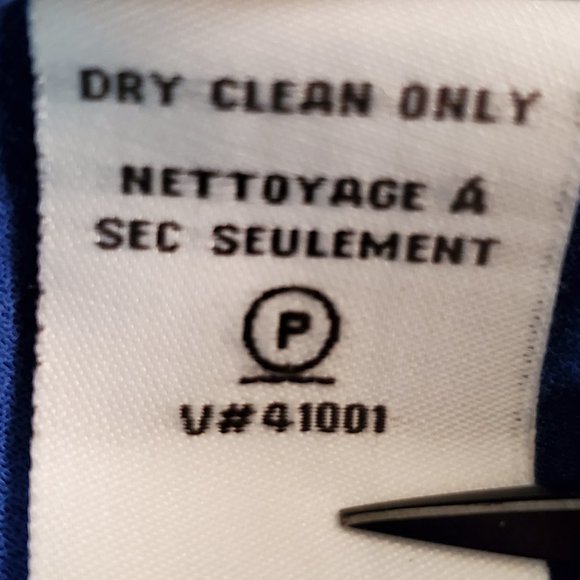 DRY CLEAN ONLY
NETTOYAGE Á
SEC SEULEMENT
P
V#41001